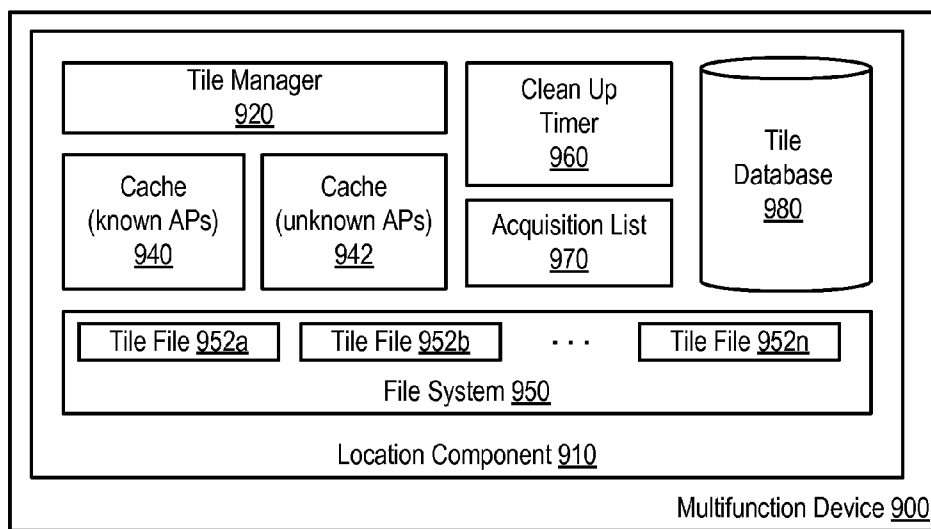 Tile Manager
920
Clean Up
Timer
960
Tile
Database
980
Cache
(known APs)
940
Cache
(unknown APs)
942
Acquisition List
970
Tile File 952a
Tile File 952b
. . .
Tile File 952n
File System 950
Location Component 910
Multifunction Device 900